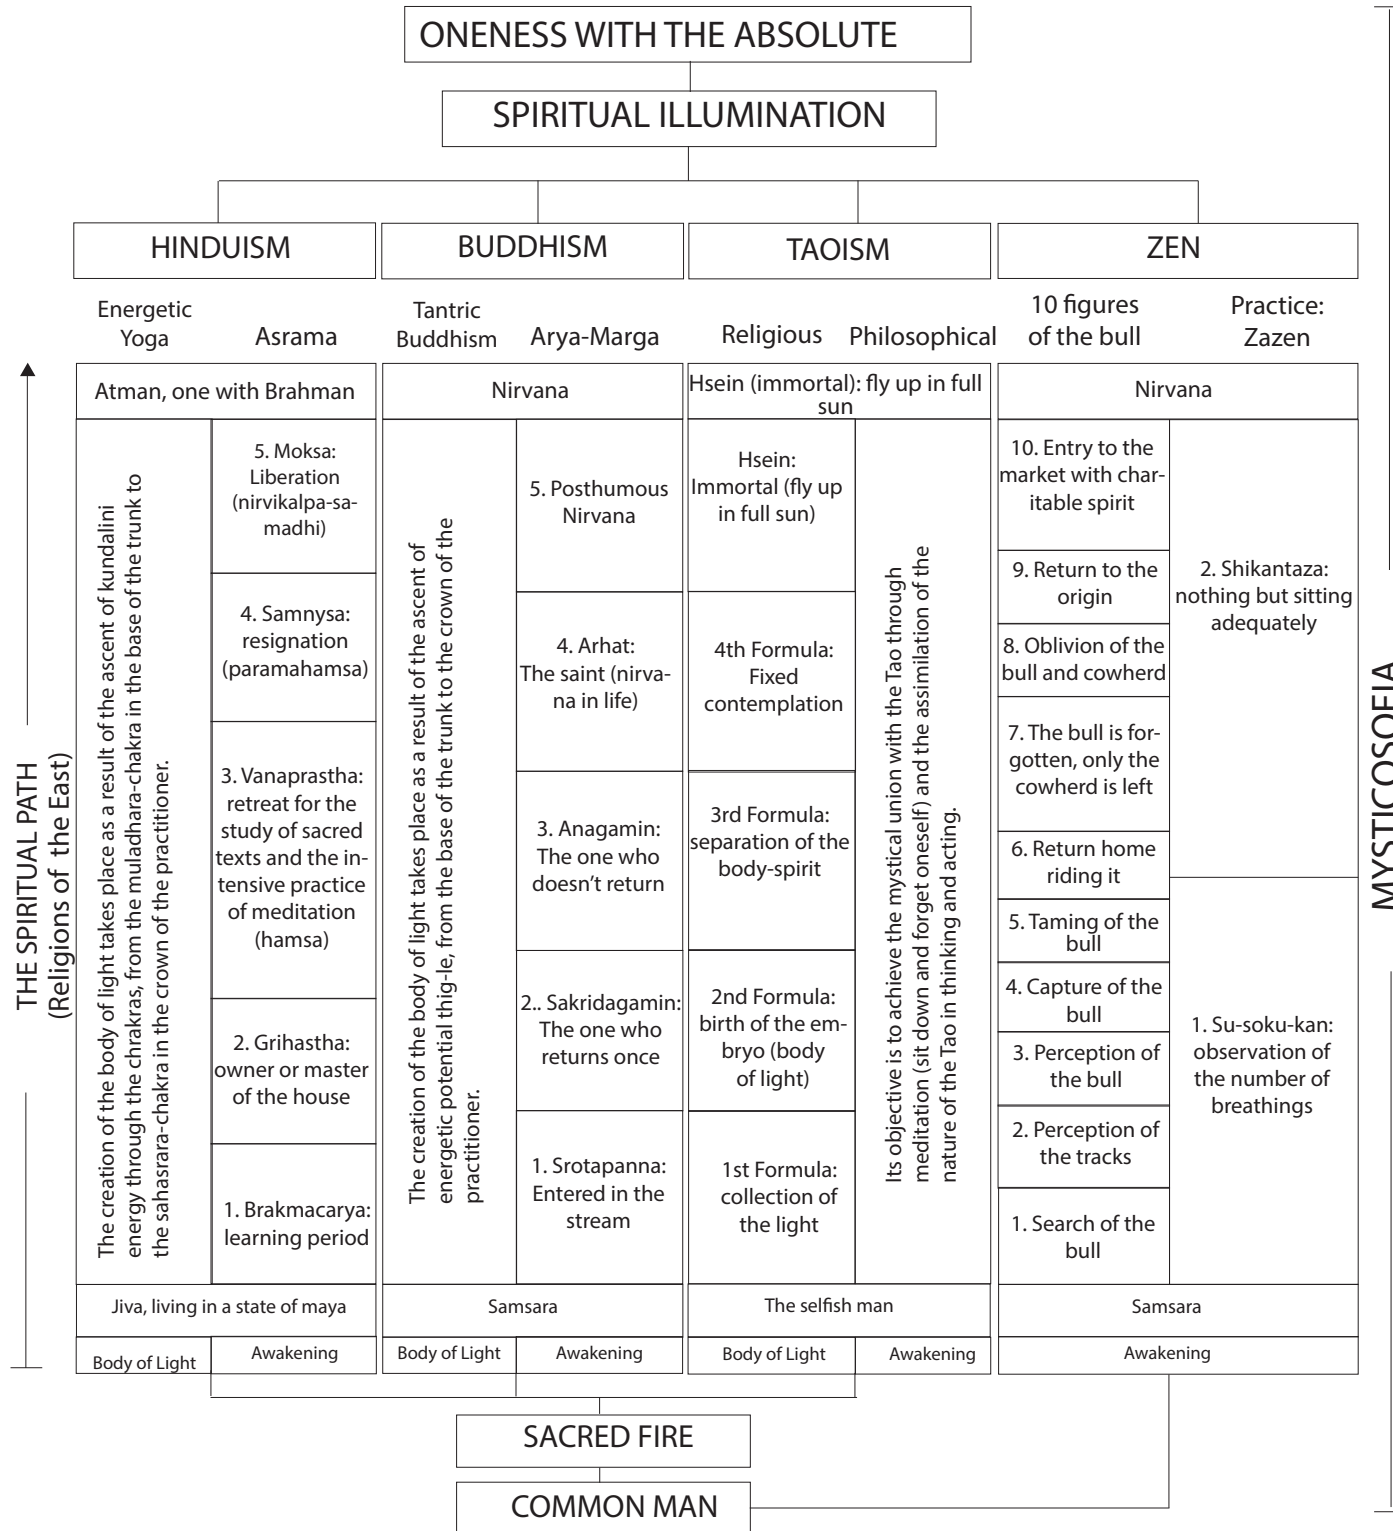 ONENESS WITH THE ABSOLUTE
SPIRITUAL ILLUMINATION
HINDUISM
BUDDHISM
TAOISM
ZEN
Energetic
Yoga
Asrama
Tantric
Buddhism
Arya-Marga
Religious
Philosophical
10 figures
of the bull
Practice:
Zazen
Atman, one with Brahman
Nirvana
Hsein (immortal): fly up in full
sun
Nirvana
The creation of the body of light takes place as a result of the ascent of kundalini
energy through the chrakras, from the muladhara-chakra in the base of the trunk to
the sahasrara-chakra in the crown of the practitioner.
5. Moksa:
Liberation
(nirvikalpa-sa-
madhi)
4. Samnysa:
resignation
(paramahamsa)
3. Vanaprastha:
retreat for the
study of sacred
texts and the in-
tensive practice
of meditation
(hamsa)
2. Grihastha:
owner or master
of the house
1. Brakmacarya:
learning period
The creation of the body of light takes place as a result of the ascent of
energetic potential thig-le, from the base of the trunk to the crown of the
practitioner.
5. Posthumous
Nirvana
4. Arhat:
The saint (nirva-
na in life)
3. Anagamin:
The one who
doesn't return
2.. Sakridagamin:
The one who
returns once
1. Srotapanna:
Entered in the
stream
Hsein:
Immortal (fly up
in full sun)
4th Formula:
Fixed
contemplation
3rd Formula:
separation of the
body-spirit
2nd Formula:
birth of the em-
bryo (body
of light)
1st Formula:
collection of
the light
Its objective is to achieve the mystical union with the Tao through
meditation (sit down and forget oneself) and the assimilation of the
nature of the Tao in thinking and acting.
10. Entry to the
market with char-
itable spirit
9. Return to the
origin
8. Oblivion of the
bull and cowherd
7. The bull is for-
gotten, only the
cowherd is left
6. Return home
riding it
5. Taming of the
bull
4. Capture of the
bull
3. Perception of
the bull
2. Perception of
the tracks
1. Search of the
bull
2. Shikantaza:
nothing but sitting
adequately
1. Su-soku-kan:
observation of
the number of
breathings
Jiva, living in a state of maya
Samsara
The selfish man
Samsara
Body of Light
Awakening
Body of Light
Awakening
Body of Light
Awakening
Awakening
SACRED FIRE
COMMON MAN
THE SPIRITUAL PATH
(Religions of the East)
MYSTICOSOFIA